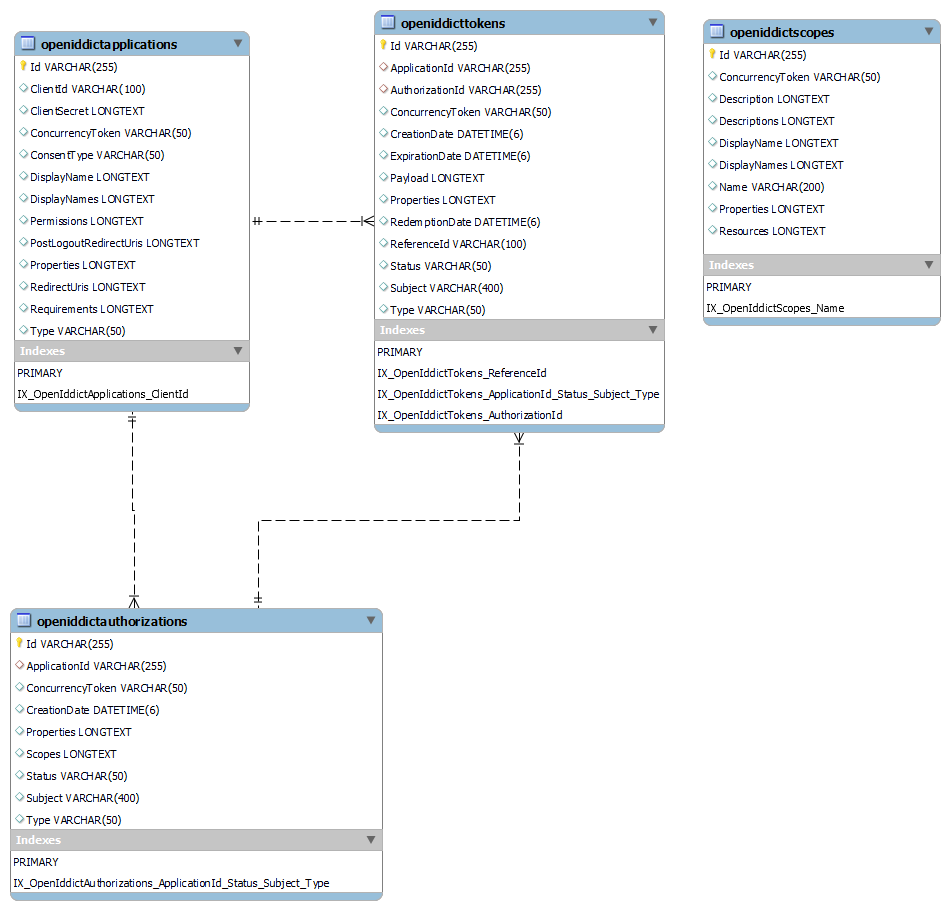 openiddictapplications
Id VARCHAR(255)
ClientId VARCHAR(100)
ClientSecret LONGTEXT
ConcurrencyToken VARCHAR(50)
ConsentType VARCHAR(50)
DisplayName LONGTEXT
DisplayNames LONGTEXT
Permissions LONGTEXT
PostLogoutRedirectUris LONGTEXT
Properties LONGTEXT
RedirectUris LONGTEXT
Requirements LONGTEXT
Type VARCHAR(50)
Indexes
PRIMARY
IX_OpenIddictApplications_ClientId
openiddicttokens
Id VARCHAR(255)
ApplicationId VARCHAR(255)
AuthorizationId VARCHAR(255)
ConcurrencyToken VARCHAR(50)
CreationDate DATETIME(6)
ExpirationDate DATETIME(6)
Payload LONGTEXT
Properties LONGTEXT
RedemptionDate DATETIME(6)
ReferenceId VARCHAR(100)
Status VARCHAR(50)
Subject VARCHAR(400)
Type VARCHAR(50)
Indexes
PRIMARY
IX_OpenIddictTokens_ReferenceId
IX_OpenIddictTokens_ApplicationId_Status_Subject_Type
IX_OpenIddictTokens_AuthorizationId
openiddictscopes
Id VARCHAR(255)
ConcurrencyToken VARCHAR(50)
Description LONGTEXT
Descriptions LONGTEXT
DisplayName LONGTEXT
DisplayNames LONGTEXT
Name VARCHAR(200)
Properties LONGTEXT
Resources LONGTEXT
Indexes
PRIMARY
IX_OpenIddictScopes_Name
openiddictauthorizations
Id VARCHAR(255)
ApplicationId VARCHAR(255)
ConcurrencyToken VARCHAR(50)
CreationDate DATETIME(6)
Properties LONGTEXT
Scopes LONGTEXT
Status VARCHAR(50)
Subject VARCHAR(400)
Type VARCHAR(50)
Indexes
PRIMARY
IX_OpenIddictAuthorizations_ApplicationId_Status_Subject_Type